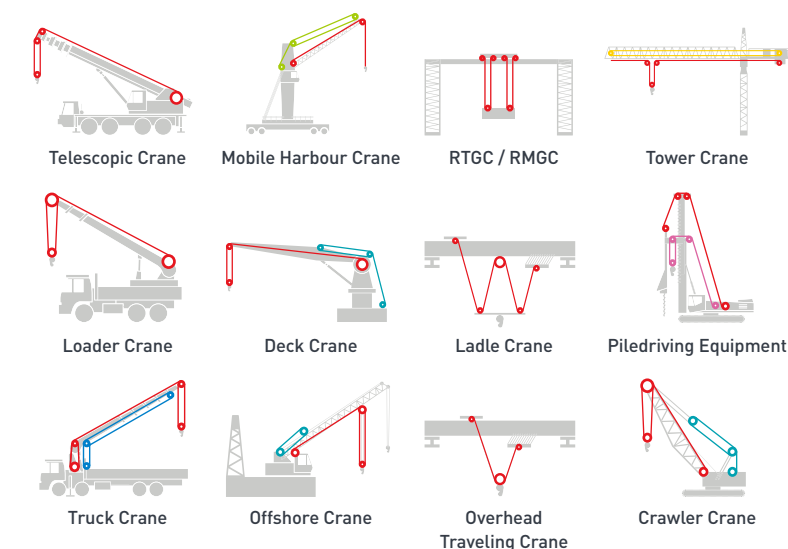 Telescopic Crane
Mobile Harbour Crane
RTGC / RMGC
Tower Crane
Loader Crane
Deck Crane
Ladle Crane
Piledriving Equipment
Truck Crane
Offshore Crane
Overhead
Traveling Crane
Crawler Crane